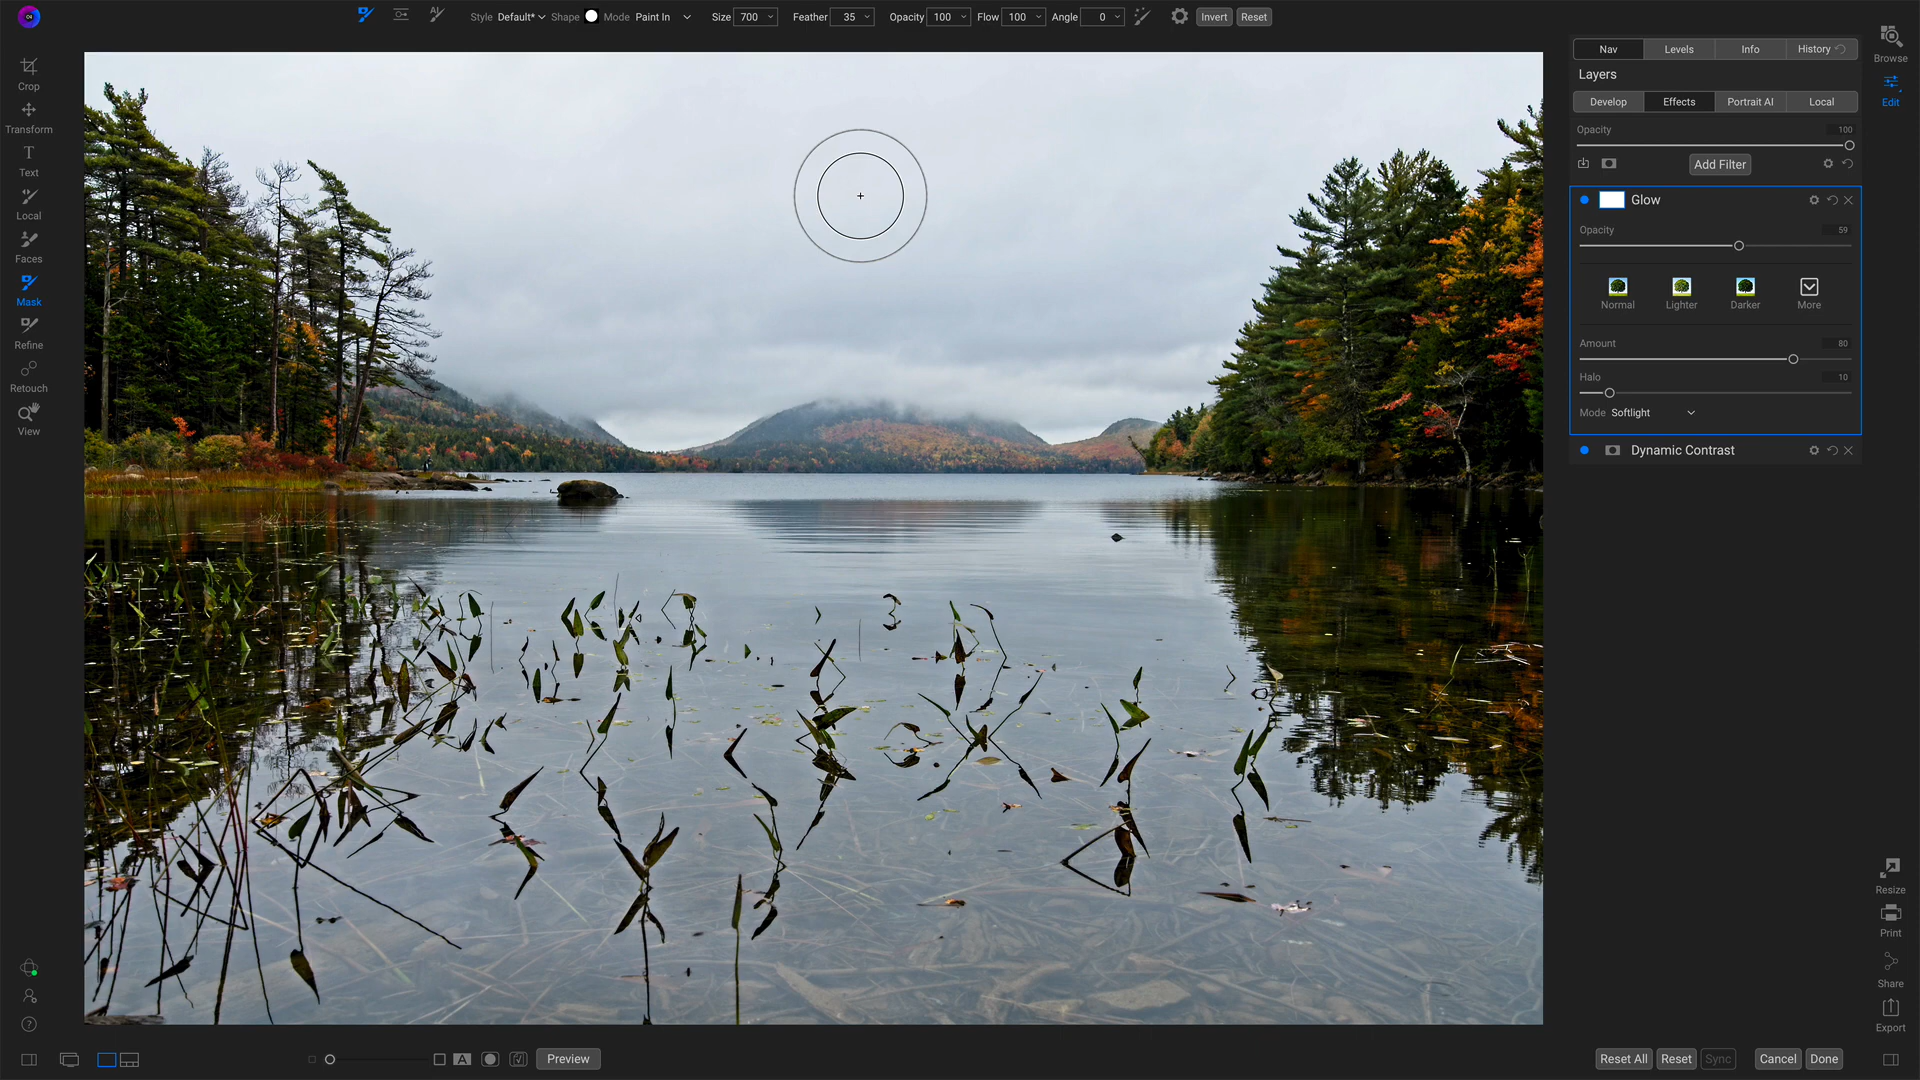 Style Default* Shape Mode Paint In Size 700 Feather 35 Opacity 100 Flow 100 Angle 0 Invert Reset
Crop
Transform
Text
Local
Faces
Mask
Refine
Retouch
View
Nav Levels Info History
Layers
Develop Effects Portrait AI Local
Opacity 100
Add Filter
Glow
Opacity 59
Normal Lighter Darker More
Amount 80
Halo 10
Mode Softlight
Dynamic Contrast
Browse
Edit
Resize
Print
Share
Export
A Preview
Reset All Reset Sync Cancel Done